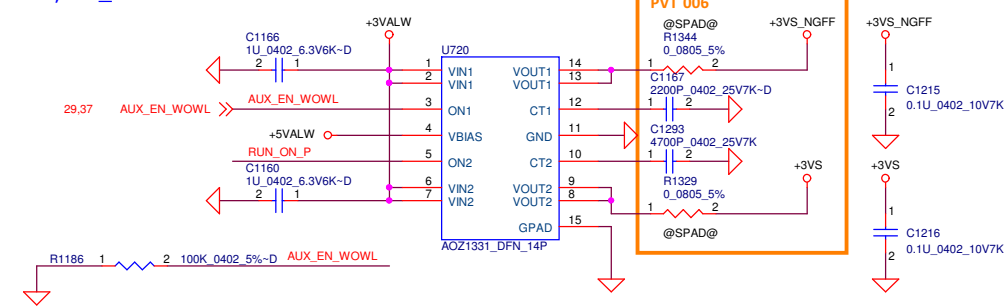 PVT 006
+3VALW
@SPAD@
+3VS_NGFF
+3VS_NGFF
C1166
1U_0402_6.3V6K~D
U720
R1344
0_0805_5%
2 1
1 VIN1
2 VIN1
VOUT1 14
VOUT1 13
1 2
C1167
2200P_0402_25V7K~D
1
C1215
0.1U_0402_10V7K
2
29,37 AUX_EN_WOWL
AUX_EN_WOWL
3 ON1
CT1 12
1 2
+5VALW
4 VBIAS
GND 11
C1293
4700P_0402_25V7K
RUN_ON_P
5 ON2
CT2 10
1 2
+3VS
+3VS
C1160
1U_0402_6.3V6K~D
2 1
6 VIN2
7 VIN2
VOUT2 9
VOUT2 8
R1329
0_0805_5%
1 2
@SPAD@
GPAD 15
AOZ1331_DFN_14P
1
C1216
0.1U_0402_10V7K
2
R1186 1 2 100K_0402_5%~D AUX_EN_WOWL